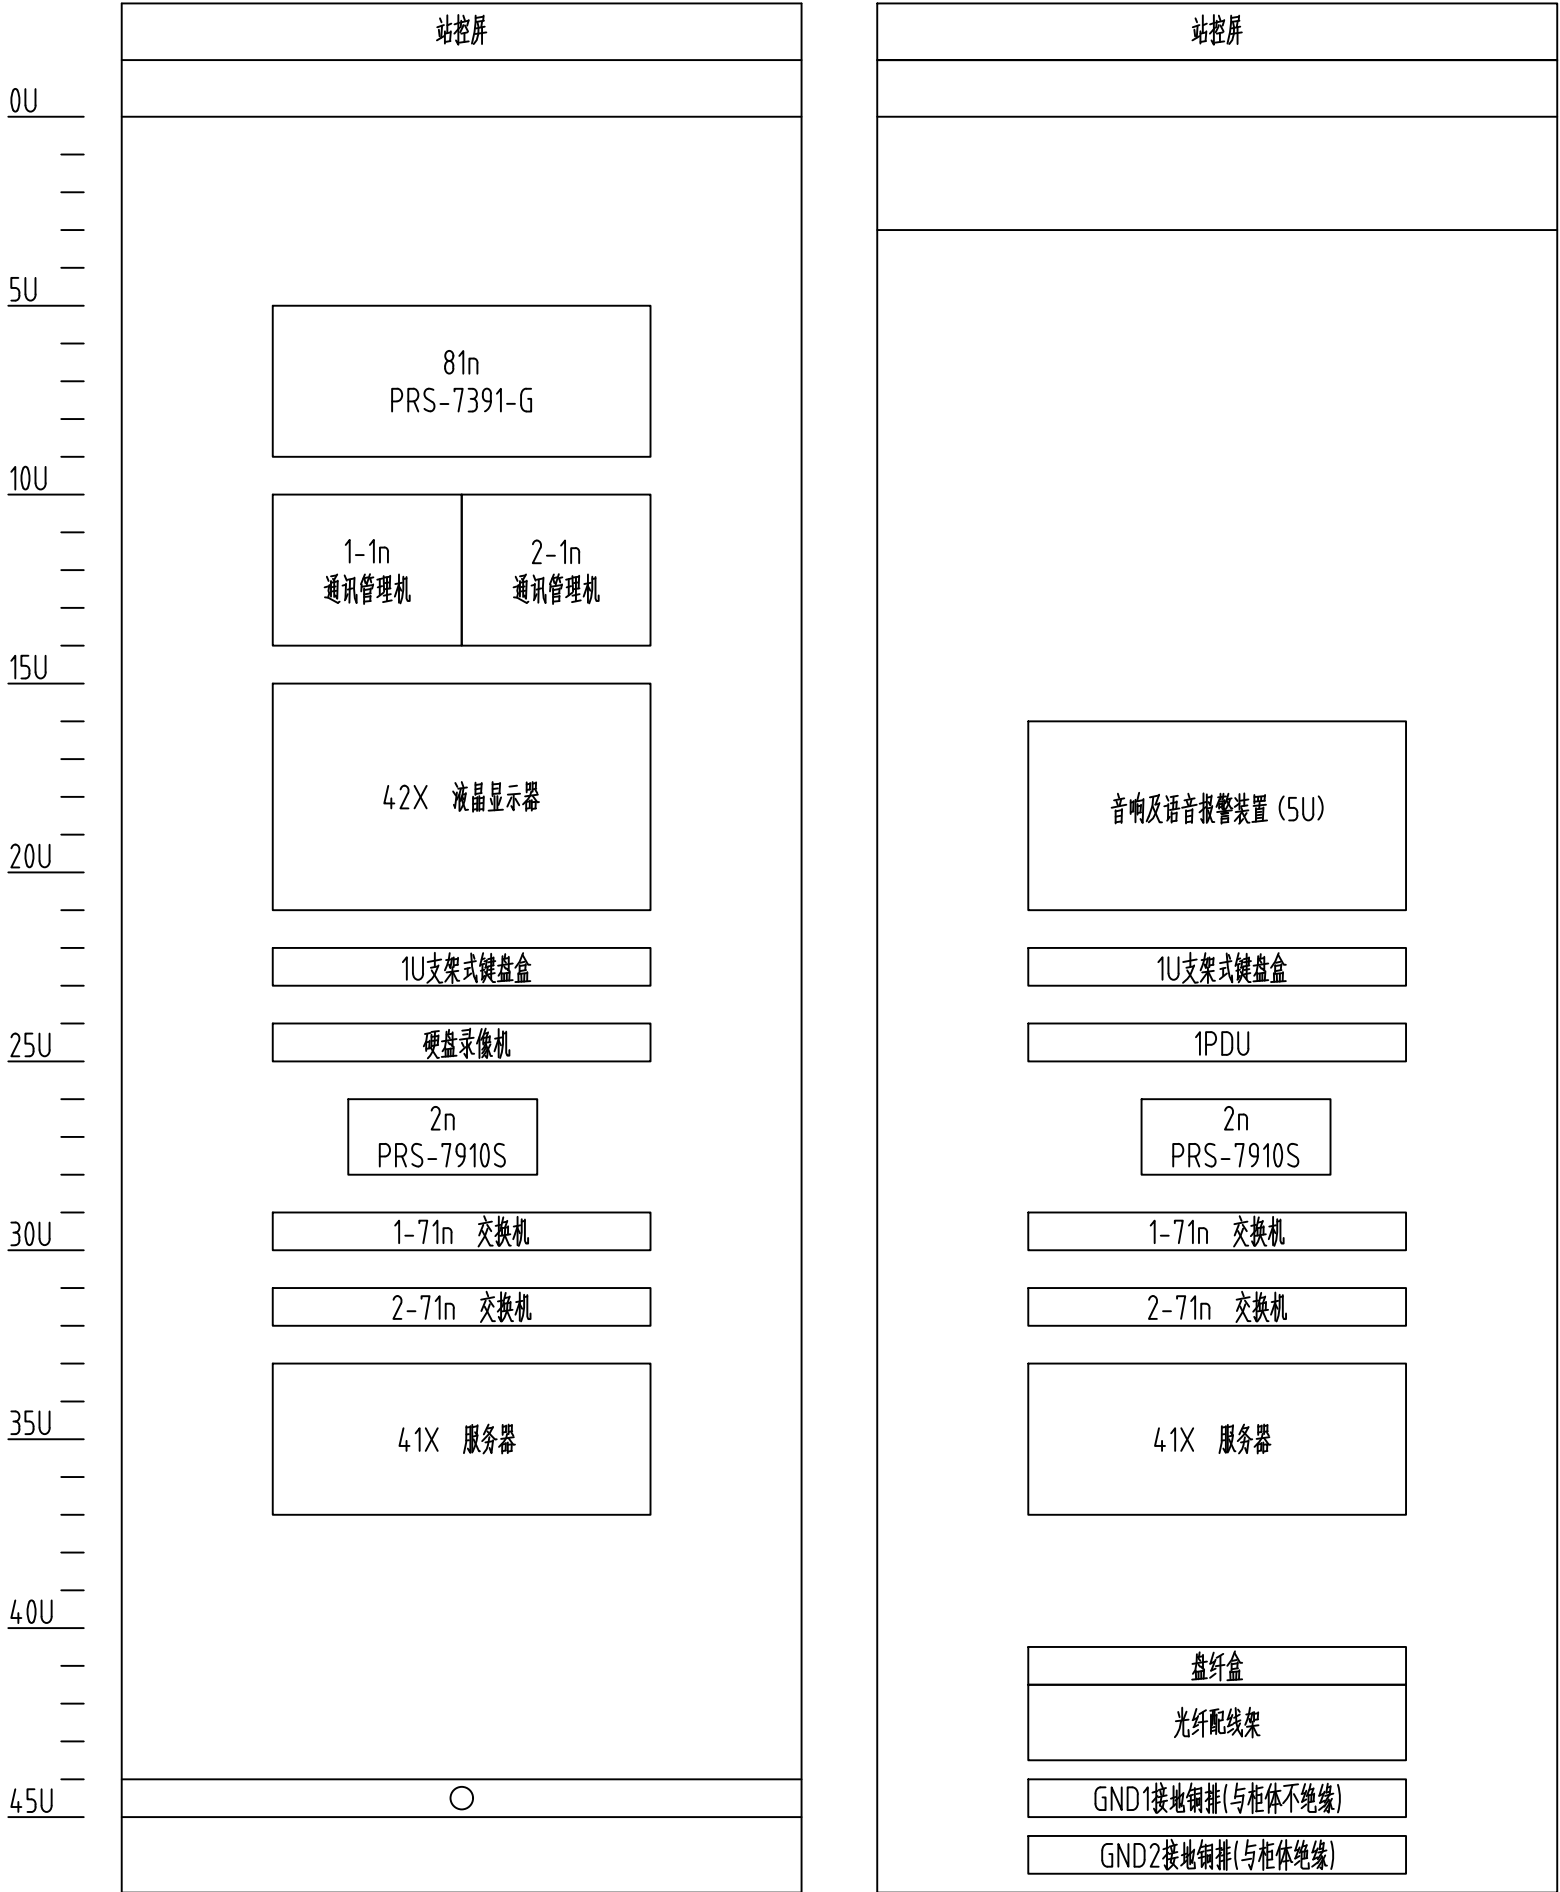 站控屏
0U
5U
10U
15U
20U
25U
30U
35U
40U
45U
81n
PRS-7391-G
1-1n
通讯管理机
2-1n
通讯管理机
42X 液晶显示器
1U支架式键盘盒
硬盘录像机
2n
PRS-7910S
1-71n 交换机
2-71n 交换机
41X 服务器
站控屏
音响及语音报警装置(5U)
1U支架式键盘盒
1PDU
2n
PRS-7910S
1-71n 交换机
2-71n 交换机
41X 服务器
盘纤盒
光纤配线架
GND1接地铜排(与柜体不绝缘)
GND2接地铜排(与柜体绝缘)